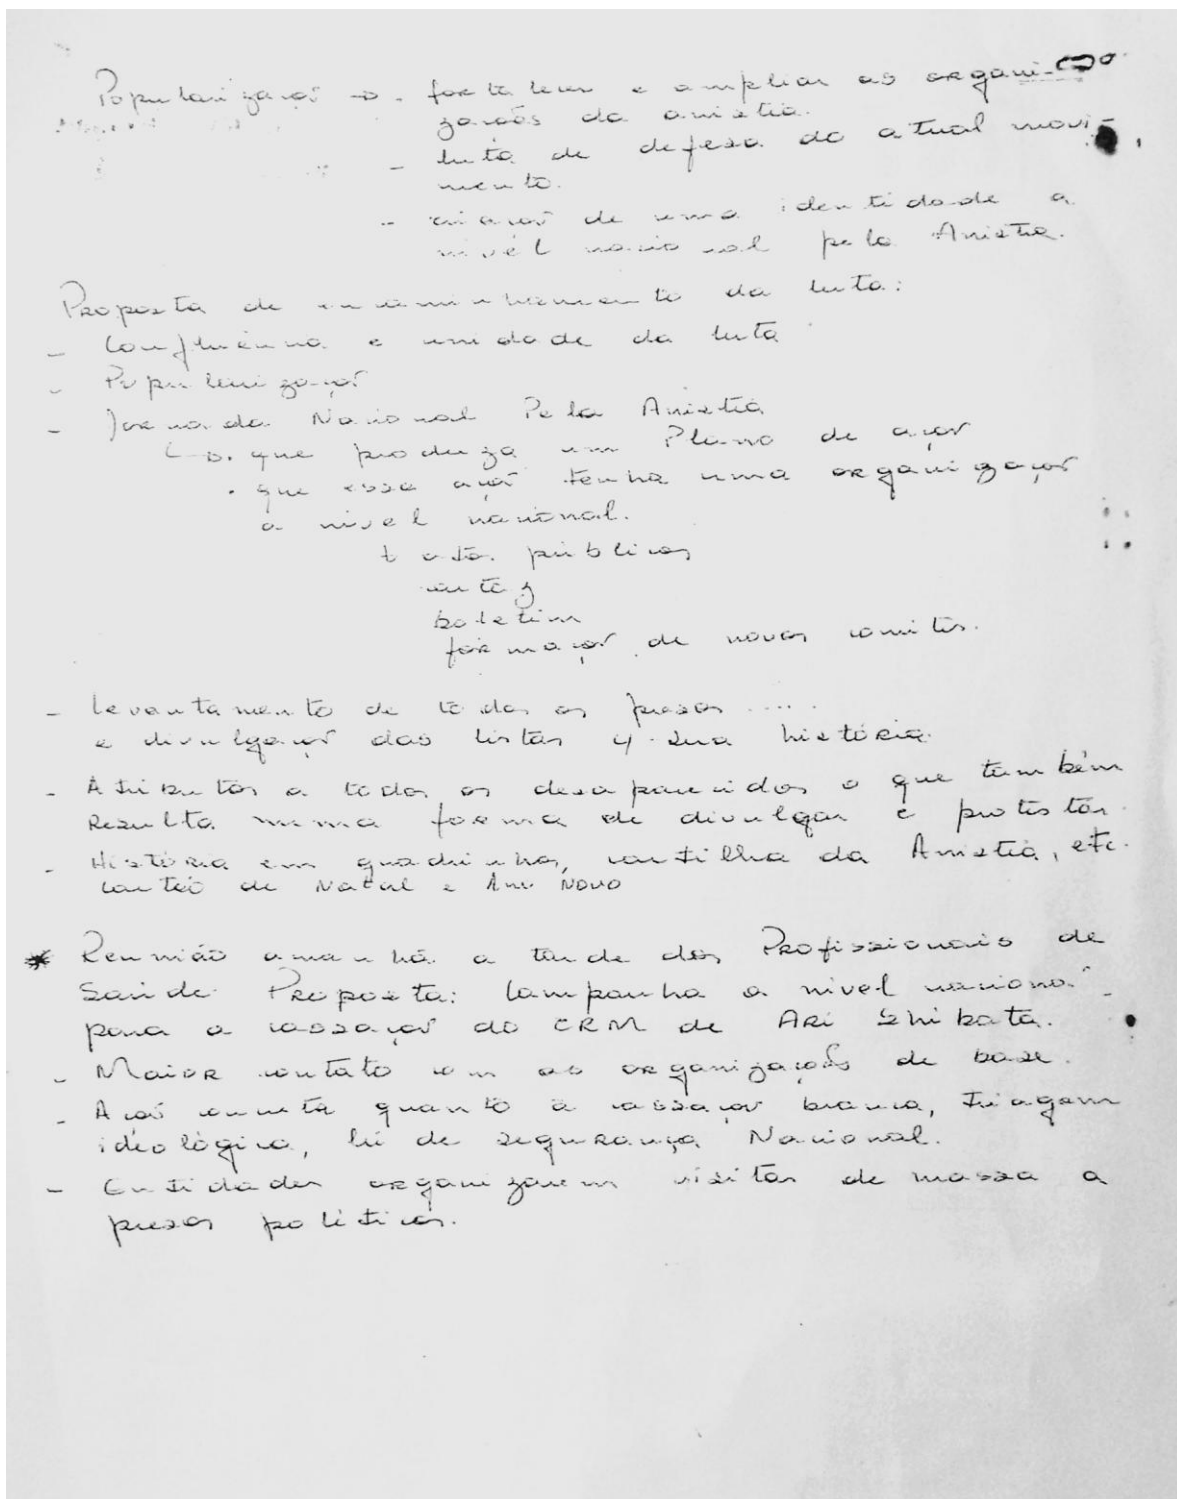 Popularização → - fortalecer e ampliar as organi-
zações da anistia.
- luta de defesa do atual movi-
mento.
- criação de uma identidade a
nível nacional pela Anistia.
Proposta de encaminhamento da luta:
- Confluência e unidade da luta
- Popularização
- Jornada Nacional Pela Anistia
→ . que produza um Plano de ação
. que essa ação tenha uma organização
a nível nacional.
atos públicos
cartaz
boletim
formação de novos comitês.
- Levantamento de todos os presos .....
e divulgação das listas c/ sua história.
- Atributos a todos os desaparecidos o que também
resulta numa forma de divulgar e protestar.
- História em quadrinhos, cartilha da Anistia, etc.
cartão de Natal e Ano Novo
* Reunião amanhã a tarde dos Profissionais de
Saúde Proposta: Campanha a nível nacional
para a cassação do CRM de Ari Shibata.
- Maior contato com as organizações de base.
- Ação concreta quanto à cassação branca, triagem
ideológica, lei de segurança Nacional.
- Entidades organizarem visitas de massa a
presos políticos.